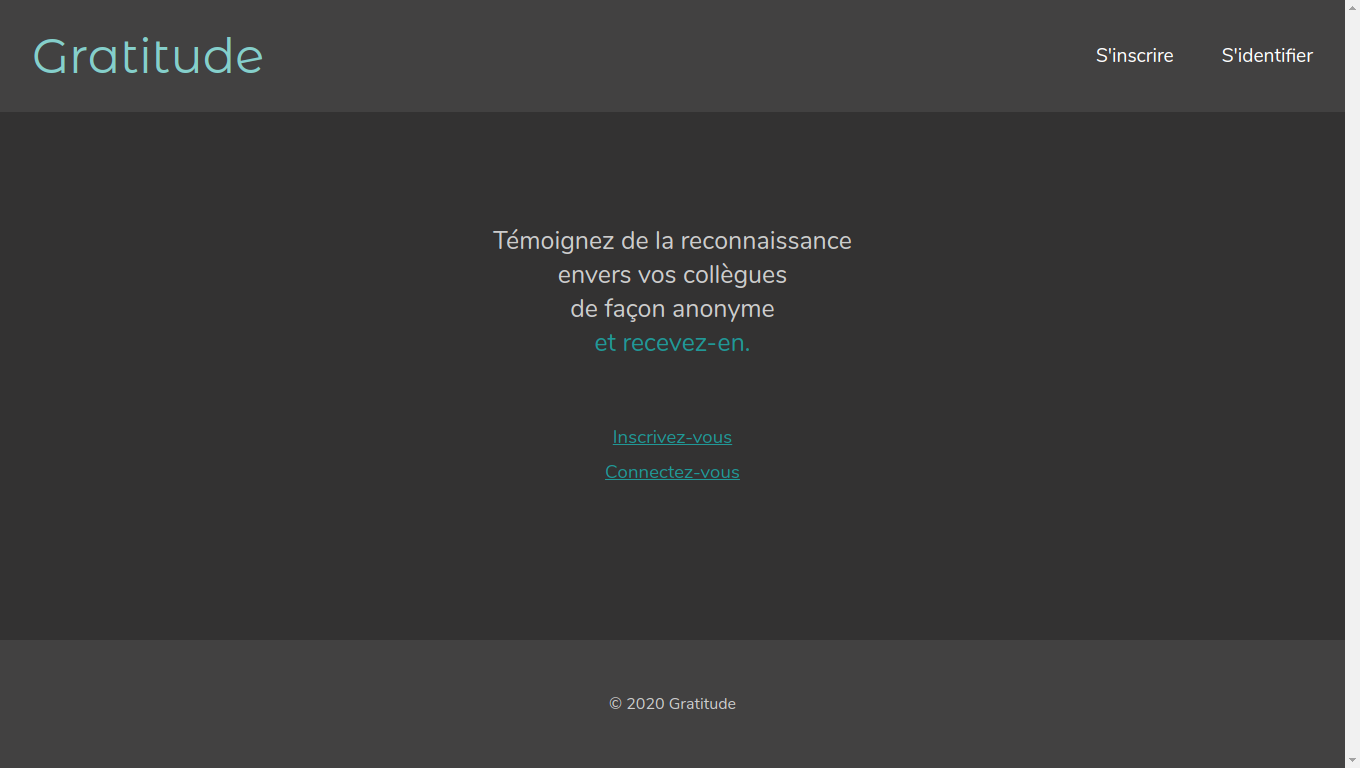 Gratitude
S'inscrire
S'identifier
Témoignez de la reconnaissance
envers vos collègues
de façon anonyme
et recevez-en.
Inscrivez-vous
Connectez-vous
© 2020 Gratitude